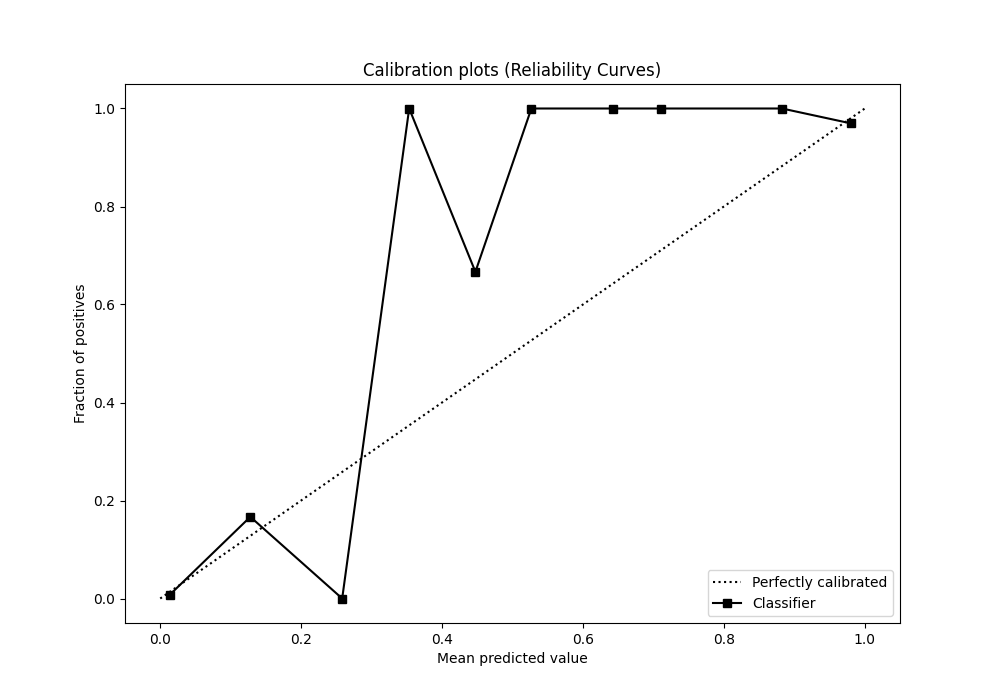 Calibration plots (Reliability Curves)
Fraction of positives
1.0
0.8
0.6
0.4
0.2
0.0
0.0 0.2 0.4 0.6 0.8 1.0
Mean predicted value
Perfectly calibrated
Classifier